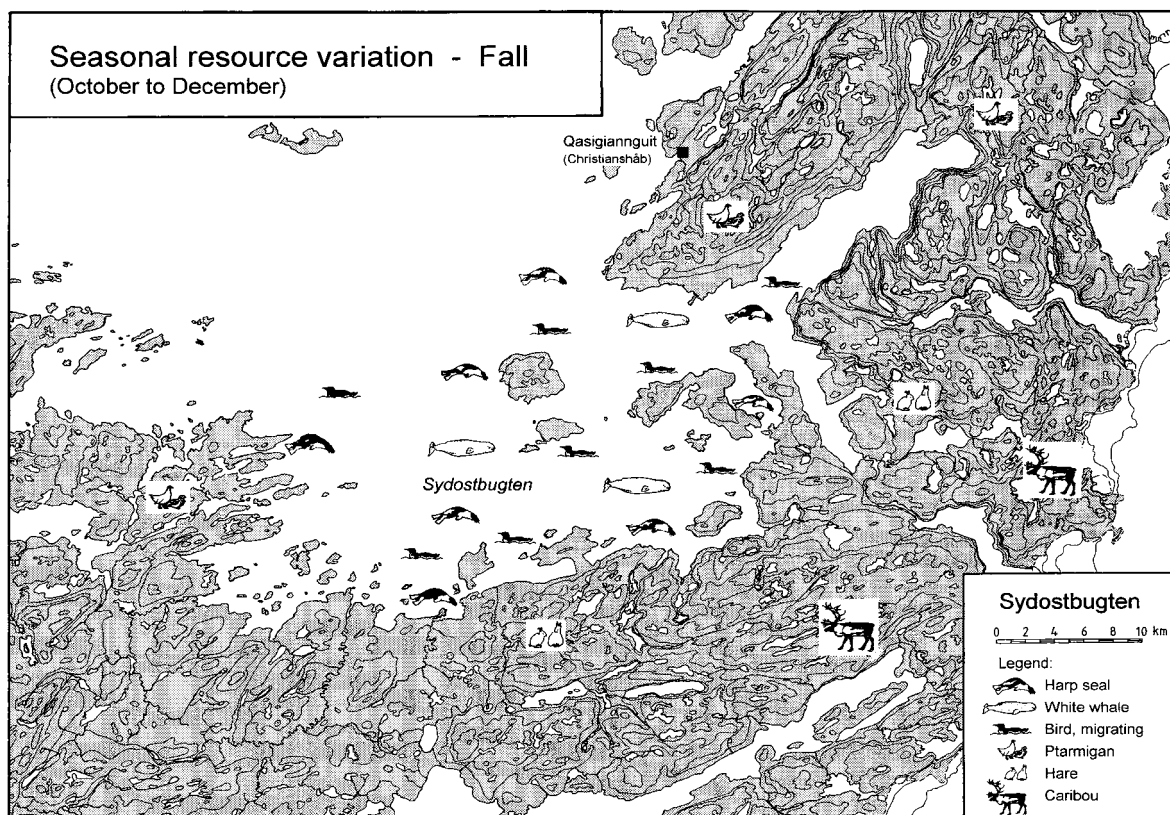 Seasonal resource variation - Fall
(October to December)
Qasigiannguit
(Christianshåb)
Sydostbugten
Sydostbugten
0 2 4 6 8 10 km
Legend:
Harp seal
White whale
Bird, migrating
Ptarmigan
Hare
Caribou